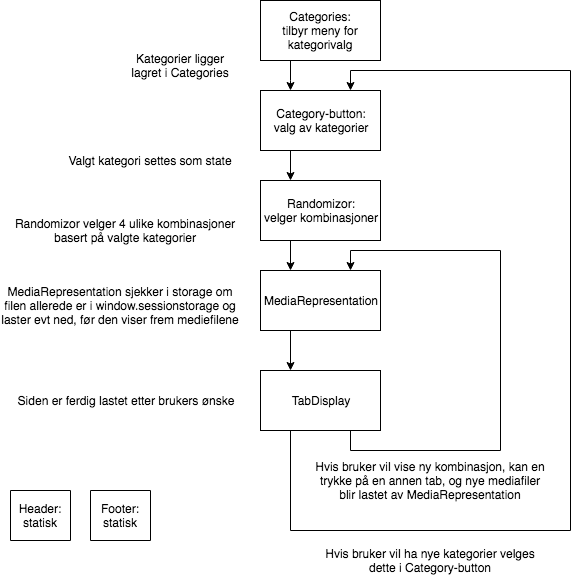 Categories:
tilbyr meny for
kategorivalg
Kategorier ligger
lagret i Categories
Category-button:
valg av kategorier
Valgt kategori settes som state
Randomizor:
velger kombinasjoner
Randomizor velger 4 ulike kombinasjoner
basert på valgte kategorier
MediaRepresentation sjekker i storage om
filen allerede er i window.sessionstorage og
laster evt ned, før den viser frem mediefilene
MediaRepresentation
Siden er ferdig lastet etter brukers ønske
TabDisplay
Hvis bruker vil vise ny kombinasjon, kan en
trykke på en annen tab, og nye mediafiler
blir lastet av MediaRepresentation
Header:
statisk
Footer:
statisk
Hvis bruker vil ha nye kategorier velges
dette i Category-button